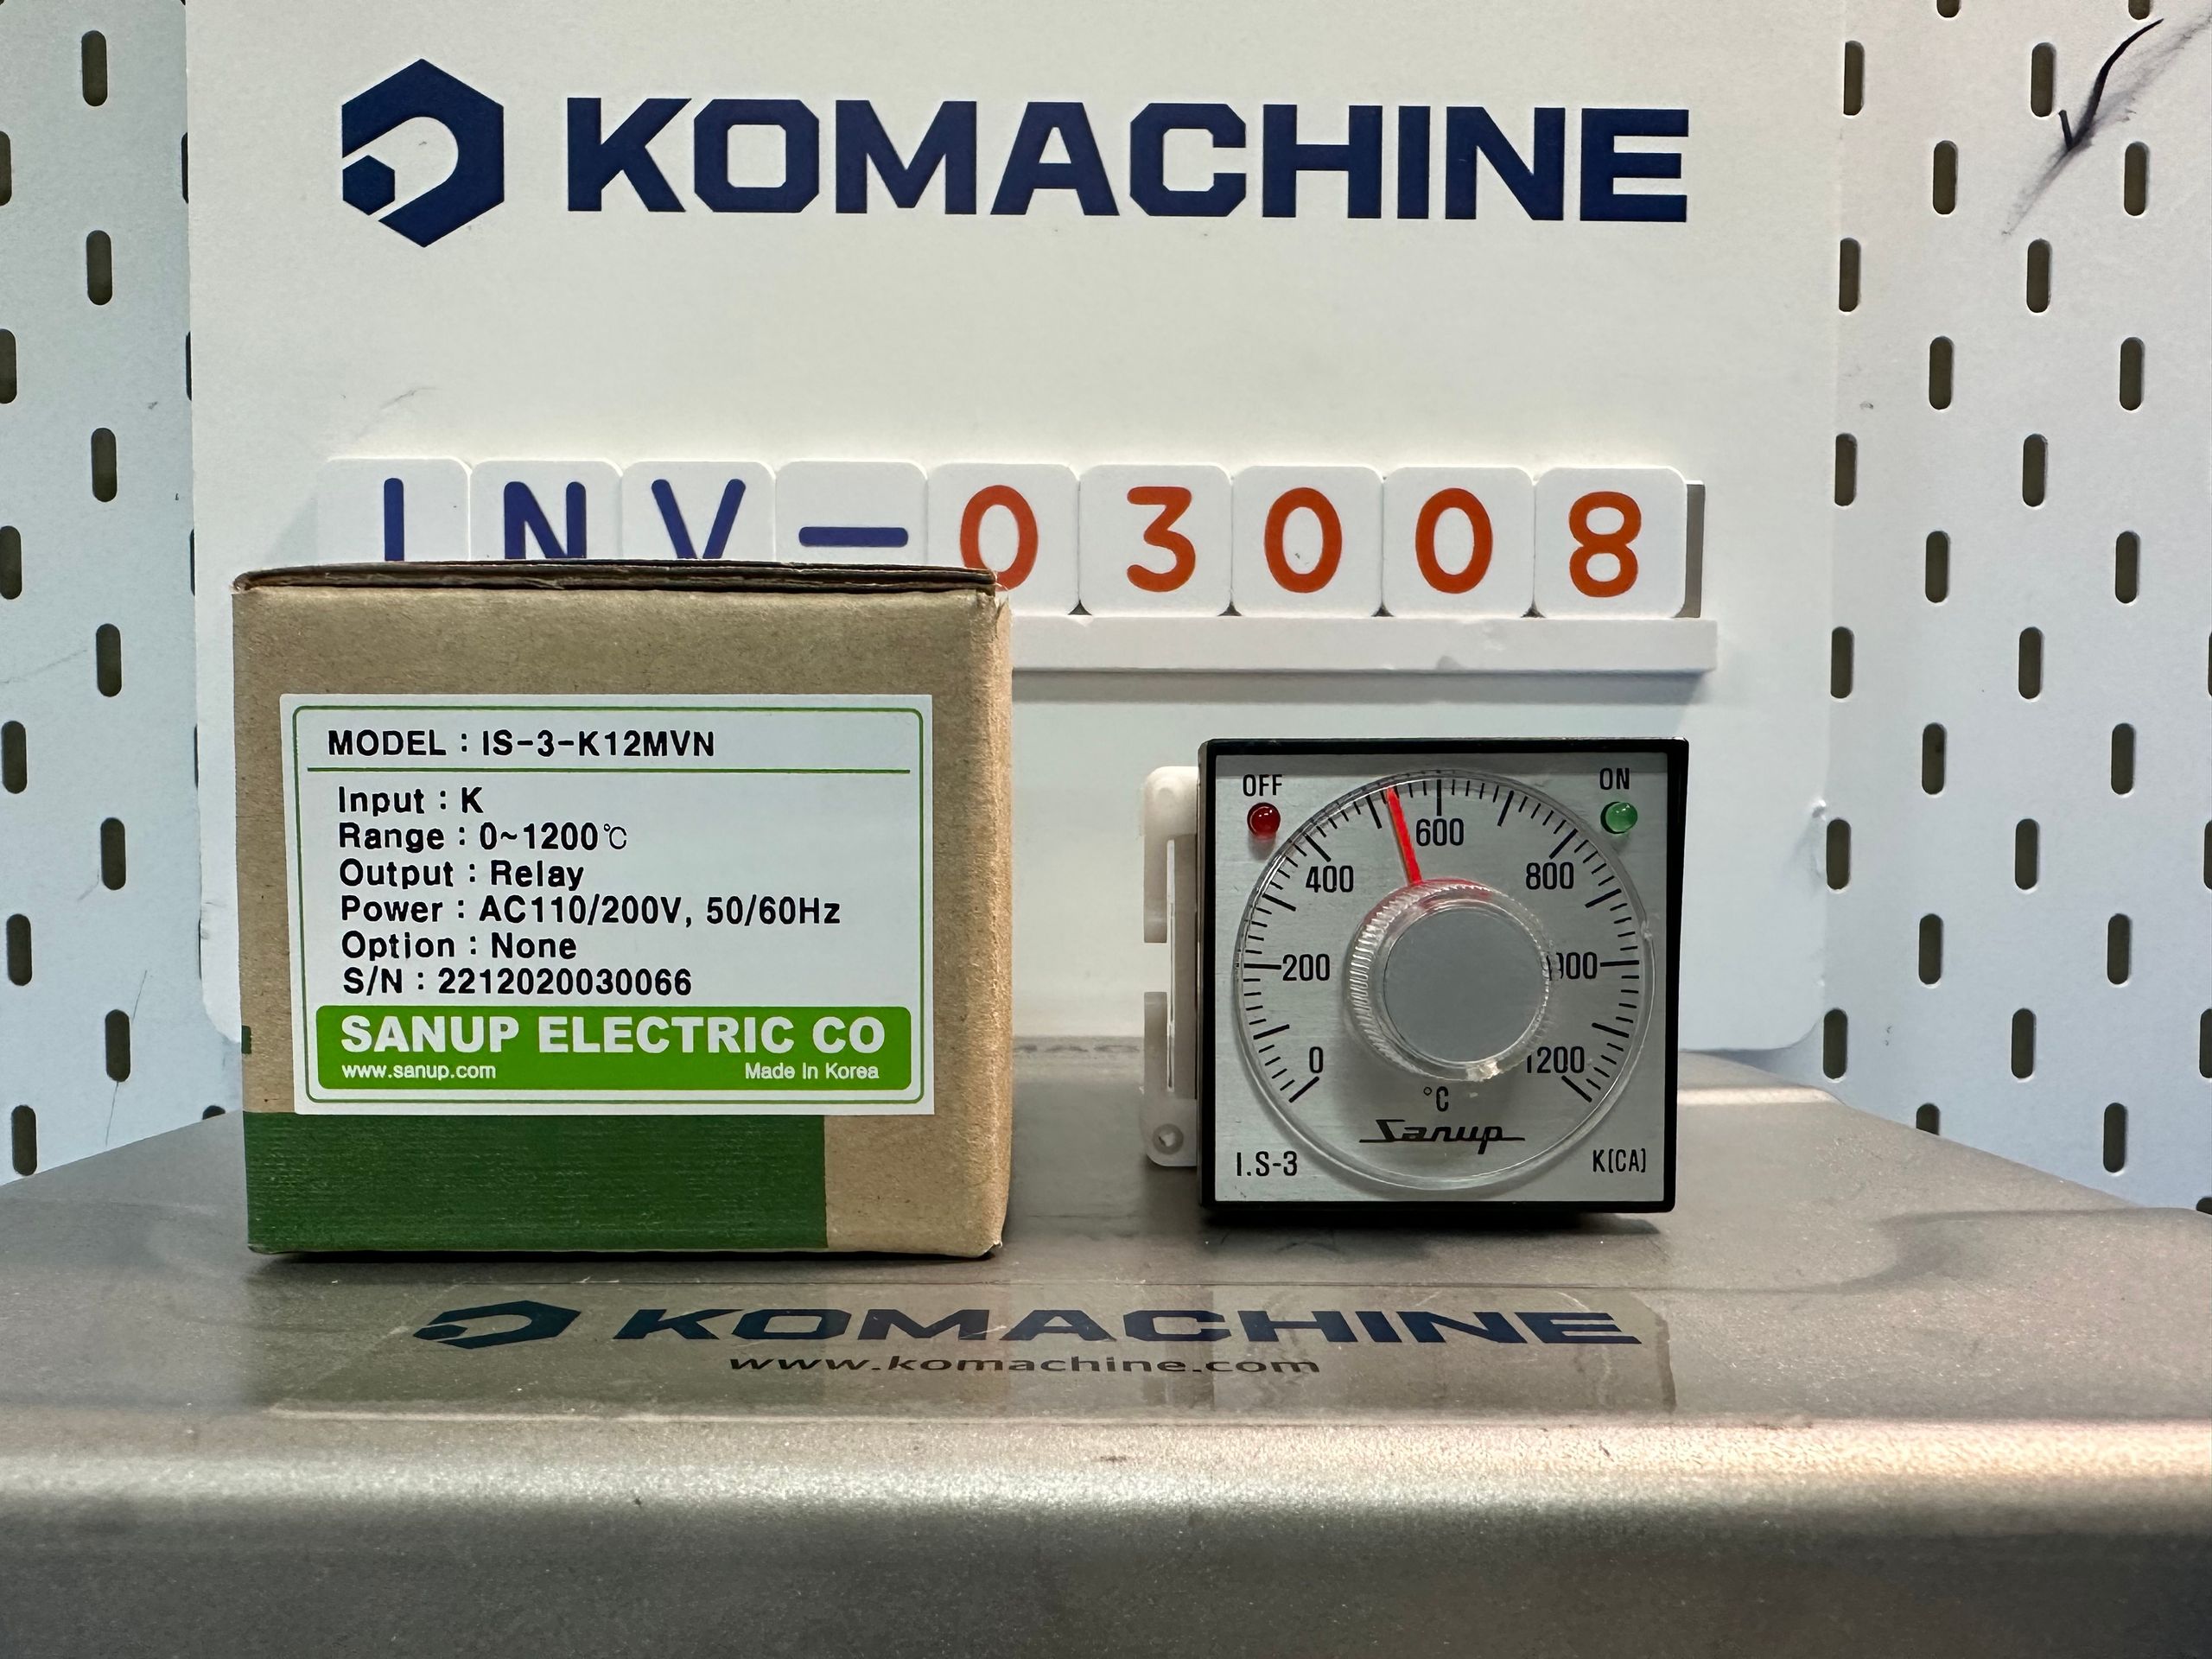 KOMACHINE
INV-03008
MODEL : IS-3-K12MVN
Input : K
Range : 0~1200℃
Output : Relay
Power : AC110/200V, 50/60Hz
Option : None
S/N : 2212020030066
SANUP ELECTRIC CO
www.sanup.com Made In Korea
OFF ON
600
400 800
200
0 1200
°C
Sanup
I.S-3 K(CA)
KOMACHINE
www.komachine.com